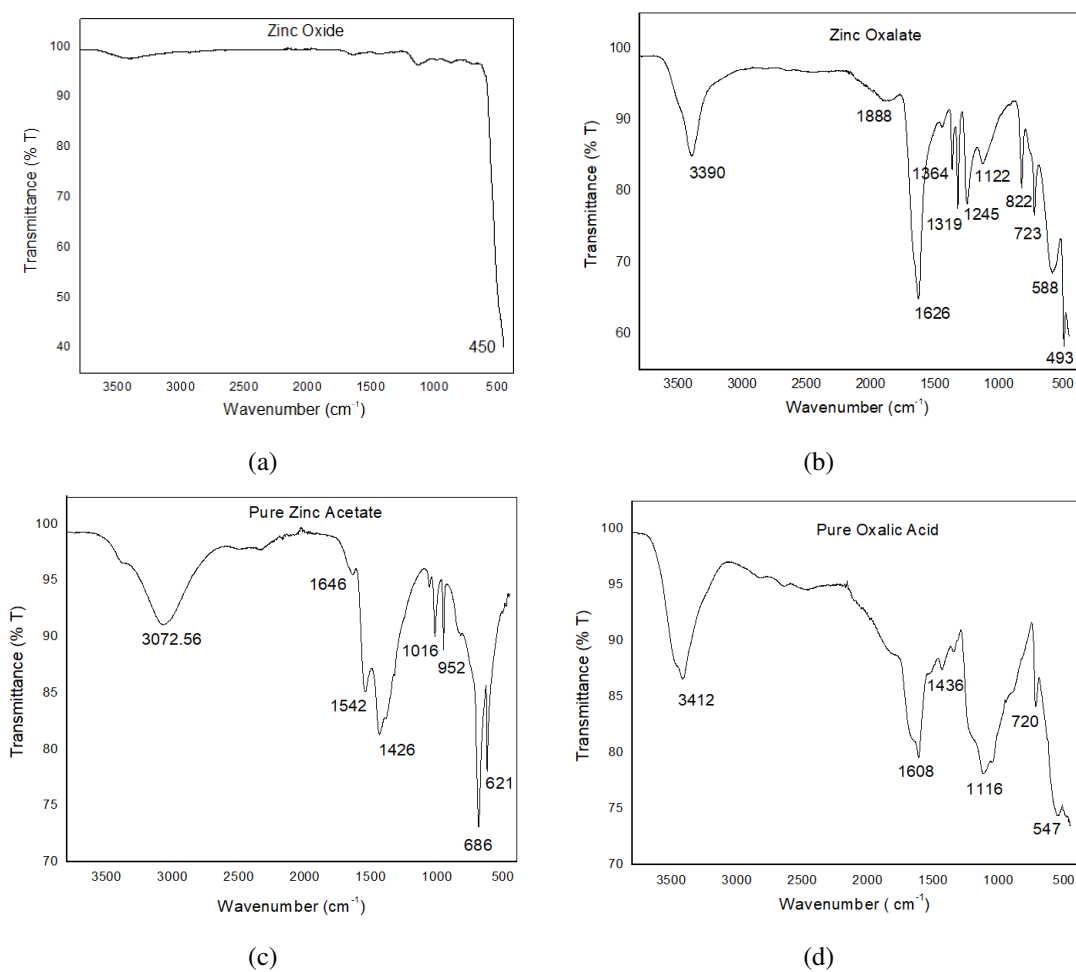 Zinc Oxide
100
90
80
70
60
50
40
450
3500 3000 2500 2000 1500 1000 500
Transmittance (% T)
Wavenumber (cm⁻¹)
(a)
Zinc Oxalate
100
90
80
70
60
3390
1888
1626
1364
1319
1245
1122
822
723
588
493
3500 3000 2500 2000 1500 1000 500
Transmittance (% T)
Wavenumber (cm⁻¹)
(b)
Pure Zinc Acetate
100
95
90
85
80
75
70
3072.56
1646
1542
1426
1016
952
686
621
3500 3000 2500 2000 1500 1000 500
Transmittance (% T)
Wavenumber (cm⁻¹)
(c)
Pure Oxalic Acid
100
95
90
85
80
75
70
3412
1608
1436
1116
720
547
3500 3000 2500 2000 1500 1000 500
Transmittance (% T)
Wavenumber ( cm⁻¹)
(d)